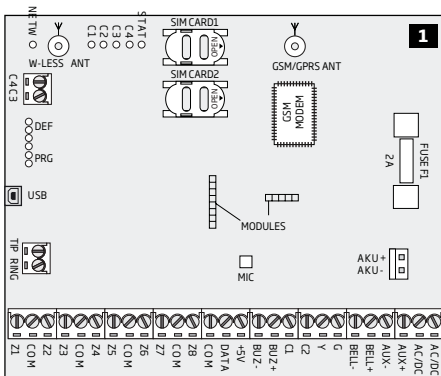 1
NETW
C1
C2
C3
C4
STAT
W-LESS ANT
SIM CARD1
OPEN
SIM CARD2
OPEN
GSM/GPRS ANT
C4C3
GSM MODEM
DEF
PRG
FUSE F1
2A
USB
MODULES
TIP RING
MIC
AKU+
AKU-
Z1 COM Z2 Z3 COM Z4 Z5 COM Z6 Z7 COM Z8 COM DATA +5V BUZ- BUZ+ C1 C2 Y G BELL- BELL+ AUX- AUX+ AC/DC AC/DC